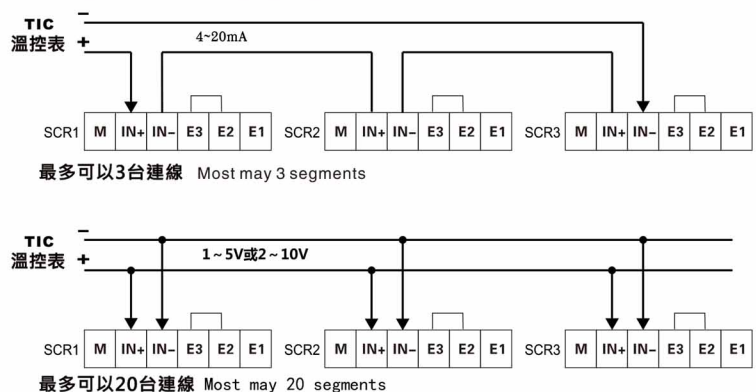 TIC −
溫控表 +
4~20mA
SCR1 M IN+ IN− E3 E2 E1 SCR2 M IN+ IN− E3 E2 E1 SCR3 M IN+ IN− E3 E2 E1
最多可以3台連線 Most may 3 segments
TIC −
溫控表 +
1~5V或2~10V
SCR1 M IN+ IN− E3 E2 E1 SCR2 M IN+ IN− E3 E2 E1 SCR3 M IN+ IN− E3 E2 E1
最多可以20台連線 Most may 20 segments